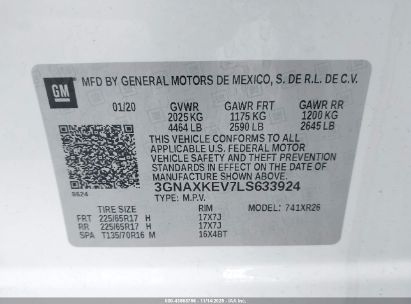 GM
MFD BY GENERAL MOTORS DE MEXICO, S. DE R.L. DE C.V.
01/20 GVWR GAWR FRT GAWR RR
2025 KG 1175 KG 1200 KG
4464 LB 2590 LB 2645 LB
THIS VEHICLE CONFORMS TO ALL
APPLICABLE U.S. FEDERAL MOTOR
VEHICLE SAFETY AND THEFT PREVENTION
STANDARDS IN EFFECT ON THE DATE OF
MANUFACTURE SHOWN ABOVE.
3GNAXKEV7LS633924
TYPE: M.P.V.
9624
TIRE SIZE RIM MODEL: 741XR26
FRT 225/65R17 H 17X7J
RR 225/65R17 H 17X7J
SPA T135/70R16 M 16X4BT